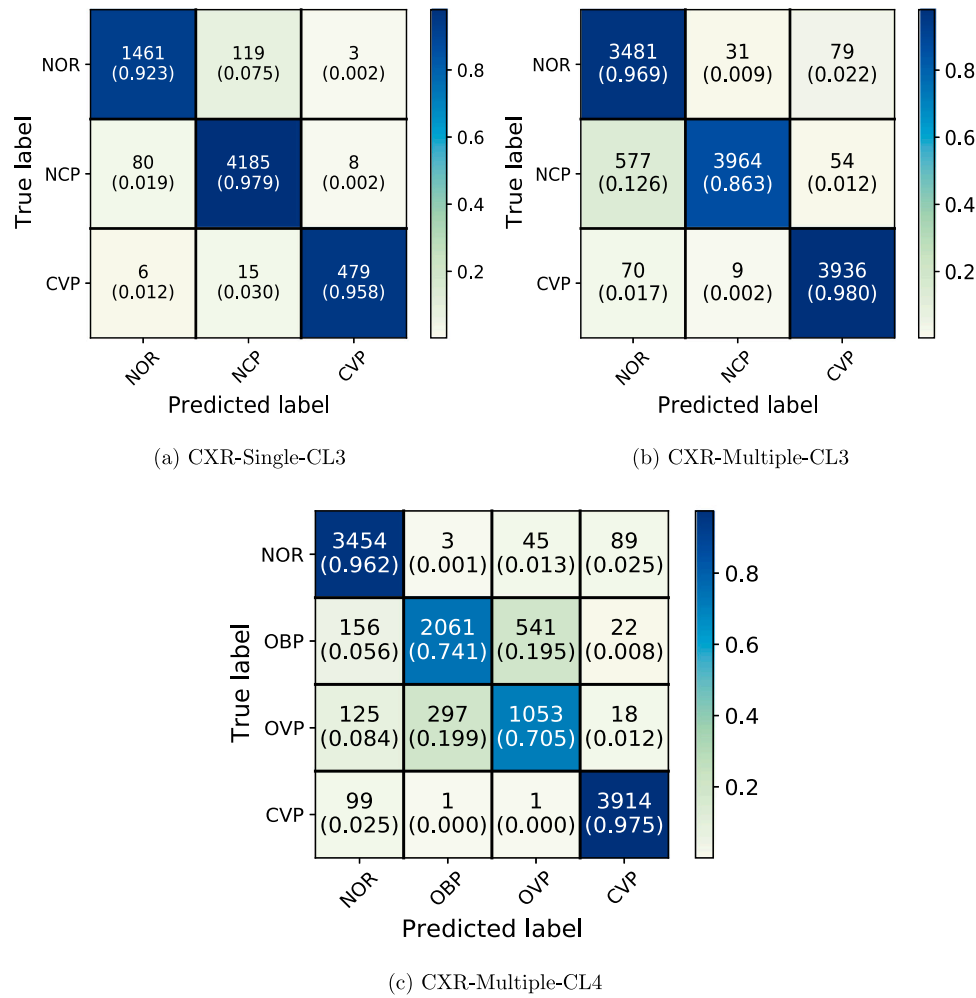 NOR 1461 119 3
(0.923) (0.075) (0.002)
NCP 80 4185 8
(0.019) (0.979) (0.002)
CVP 6 15 479
(0.012) (0.030) (0.958)
NOR NCP CVP
True label
Predicted label
0.8
0.6
0.4
0.2
(a) CXR-Single-CL3
NOR 3481 31 79
(0.969) (0.009) (0.022)
NCP 577 3964 54
(0.126) (0.863) (0.012)
CVP 70 9 3936
(0.017) (0.002) (0.980)
NOR NCP CVP
True label
Predicted label
0.8
0.6
0.4
0.2
(b) CXR-Multiple-CL3
NOR 3454 3 45 89
(0.962) (0.001) (0.013) (0.025)
OBP 156 2061 541 22
(0.056) (0.741) (0.195) (0.008)
OVP 125 297 1053 18
(0.084) (0.199) (0.705) (0.012)
CVP 99 1 1 3914
(0.025) (0.000) (0.000) (0.975)
NOR OBP OVP CVP
True label
Predicted label
0.8
0.6
0.4
0.2
(c) CXR-Multiple-CL4